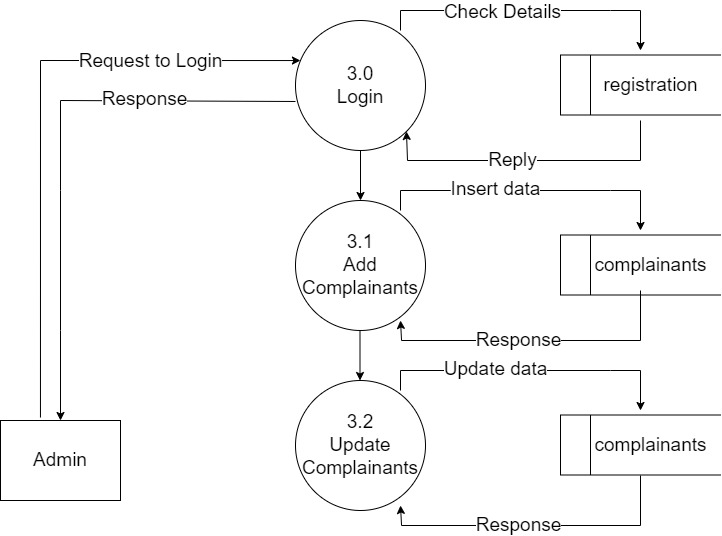 Check Details
Request to Login
3.0
Login
registration
Response
Reply
Insert data
3.1
Add
Complainants
complainants
Response
Update data
3.2
Update
Complainants
complainants
Admin
Response